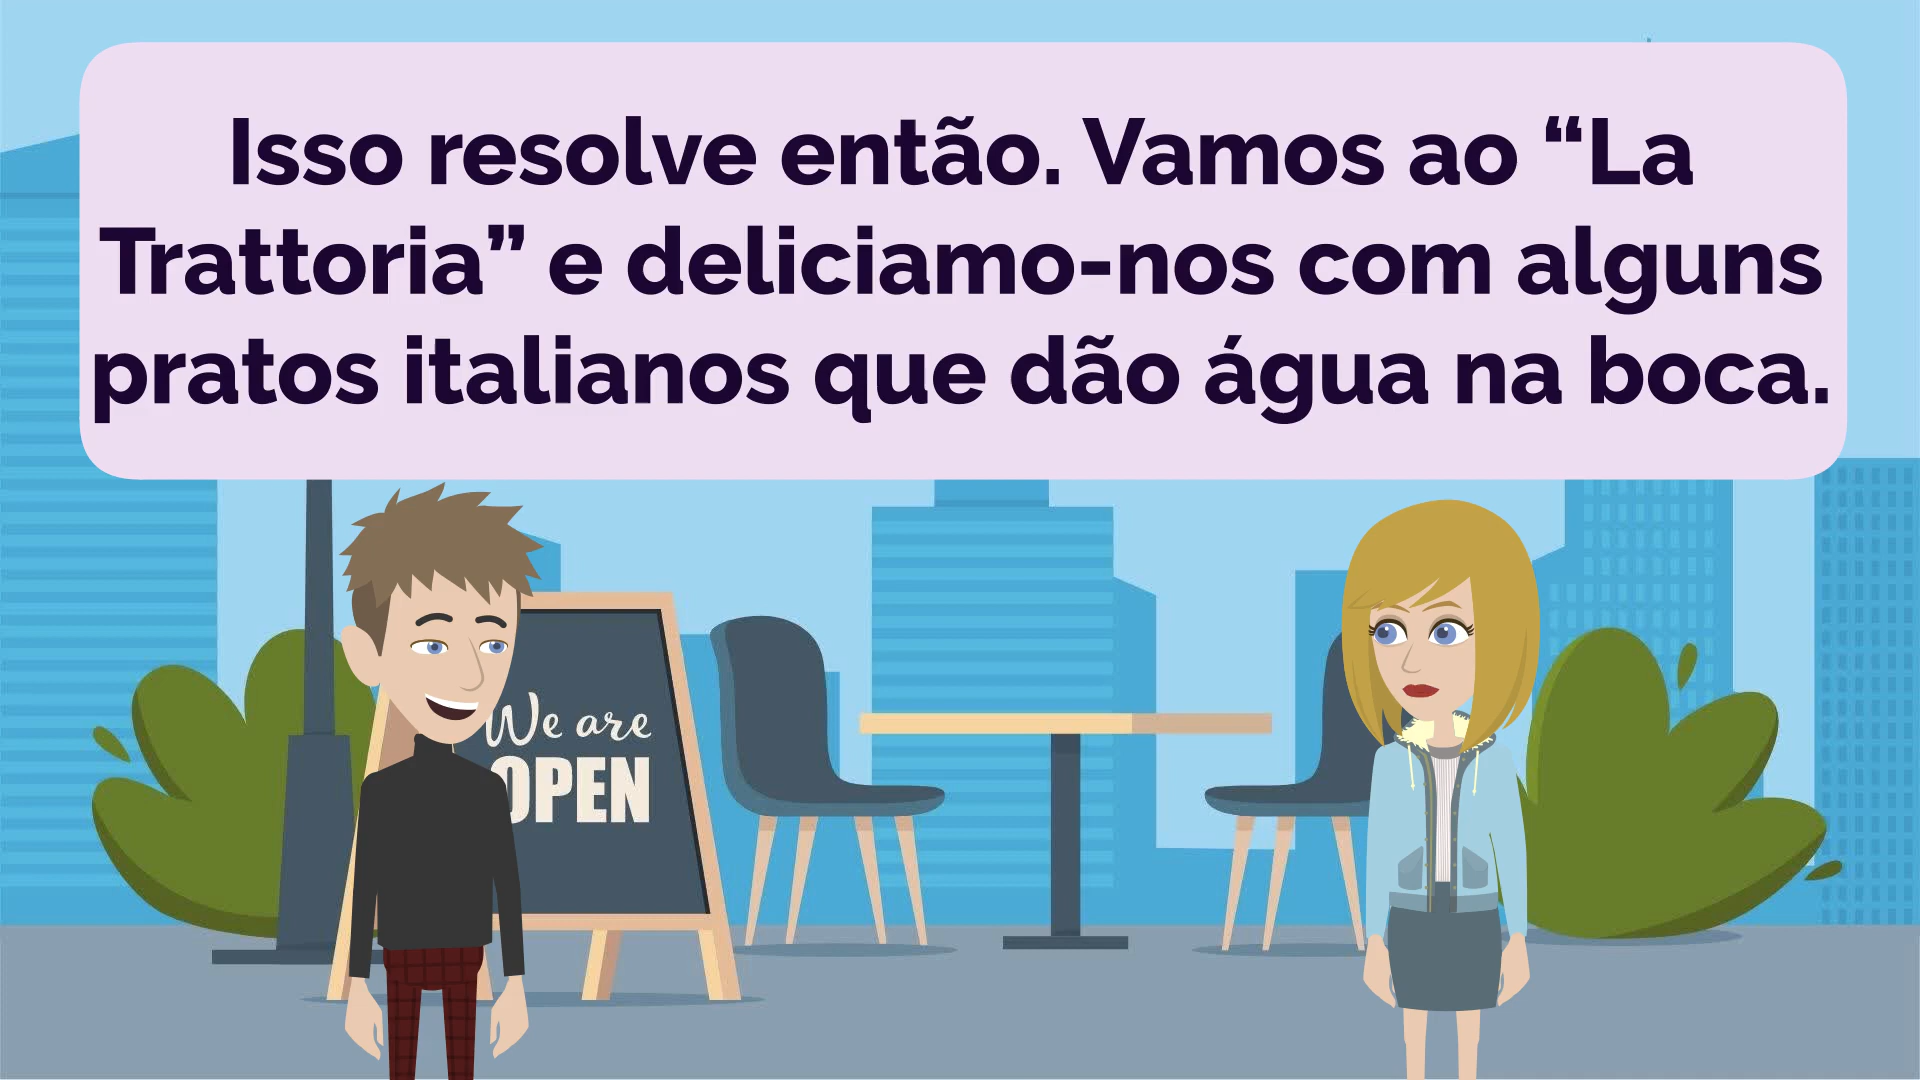 Isso resolve então. Vamos ao “La
Trattoria” e deliciamo-nos com alguns
pratos italianos que dão água na boca.
We are
OPEN